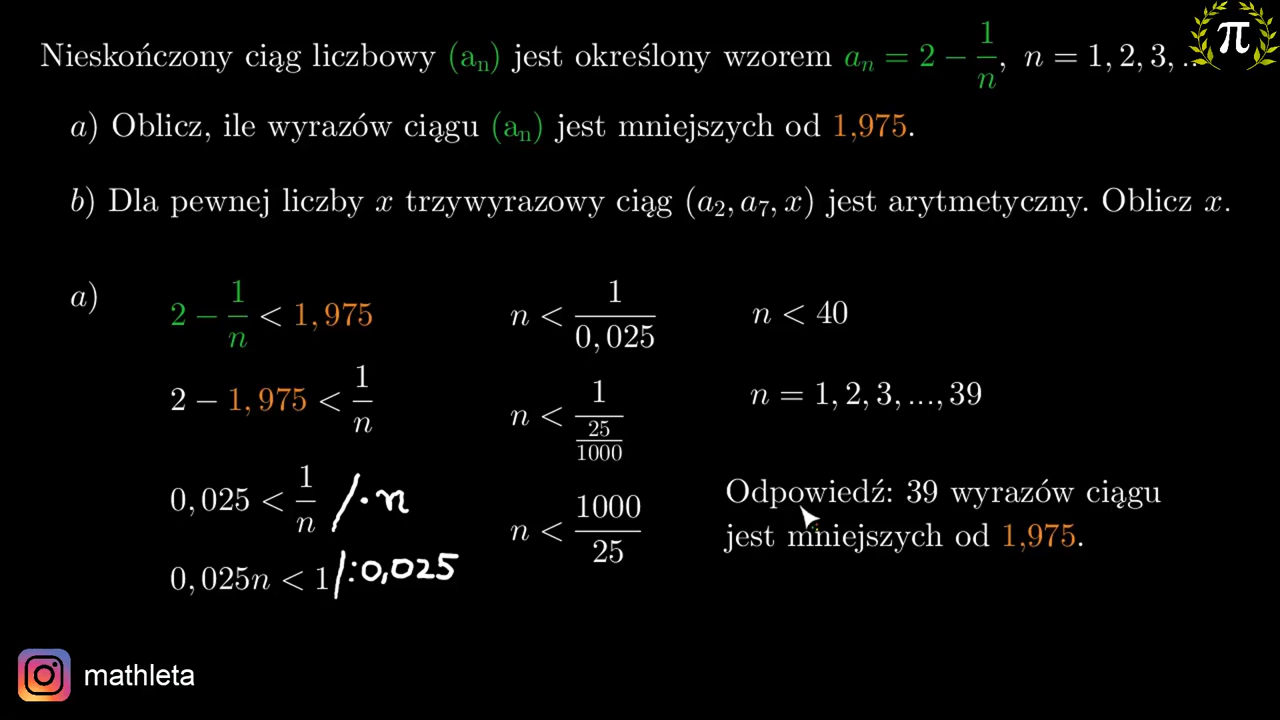 Nieskończony ciąg liczbowy (aₙ) jest określony wzorem aₙ = 2 − 1/n, n = 1, 2, 3, ..
π
a) Oblicz, ile wyrazów ciągu (aₙ) jest mniejszych od 1,975.
b) Dla pewnej liczby x trzywyrazowy ciąg (a₂, a₇, x) jest arytmetyczny. Oblicz x.
a)
2 − 1/n < 1,975
2 − 1,975 < 1/n
0,025 < 1/n /·n
0,025n < 1 /:0,025
n < 1/0,025
n < 1/(25/1000)
n < 1000/25
n < 40
n = 1, 2, 3, ..., 39
Odpowiedź: 39 wyrazów ciągu
jest mniejszych od 1,975.
mathleta